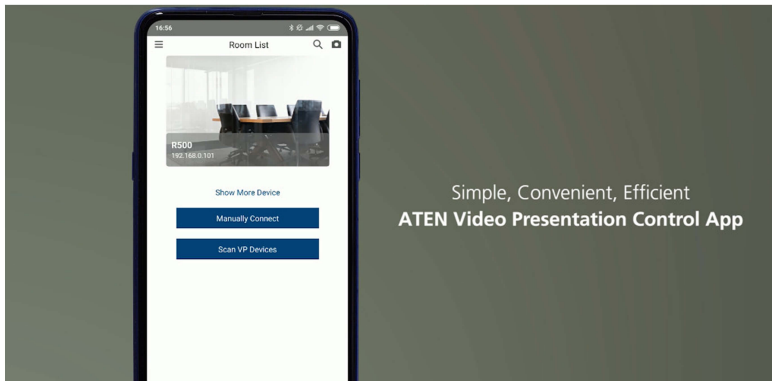 16:56
Room List
R500
192.168.0.101
Show More Device
Manually Connect
Scan VP Devices
Simple, Convenient, Efficient
ATEN Video Presentation Control App